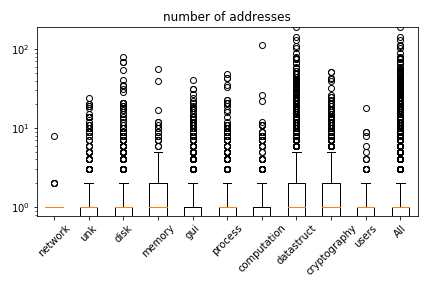 number of addresses
10²
10¹
10⁰
network
unk
disk
memory
gui
process
computation
datastruct
cryptography
users
All